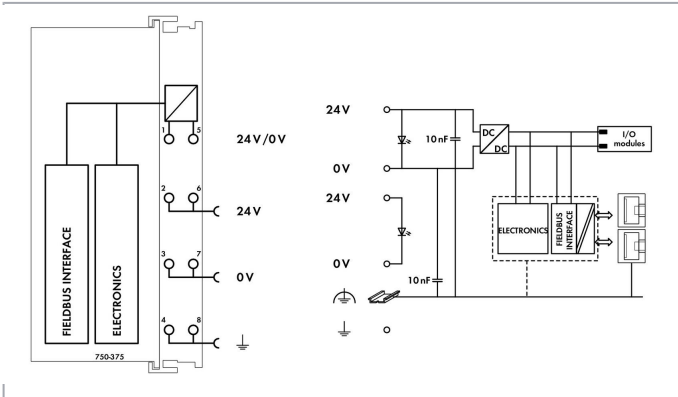 1 5
24V/0V
2 6
24V
3 7
0V
4 8
FIELDBUS INTERFACE
ELECTRONICS
750-375
24V
10nF
DC
DC
I/O
modules
0V
24V
ELECTRONICS
FIELDBUS
INTERFACE
0V
10nF